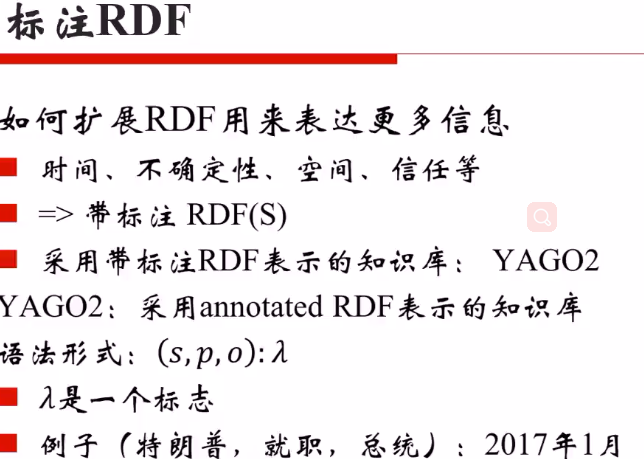 标注RDF
如何扩展RDF用来表达更多信息
时间、不确定性、空间、信任等
=> 带标注 RDF(S)
采用带标注RDF表示的知识库： YAGO2
YAGO2：采用annotated RDF表示的知识库
语法形式：(s, p, o): λ
λ是一个标志
例子（特朗普，就职，总统）：2017年1月